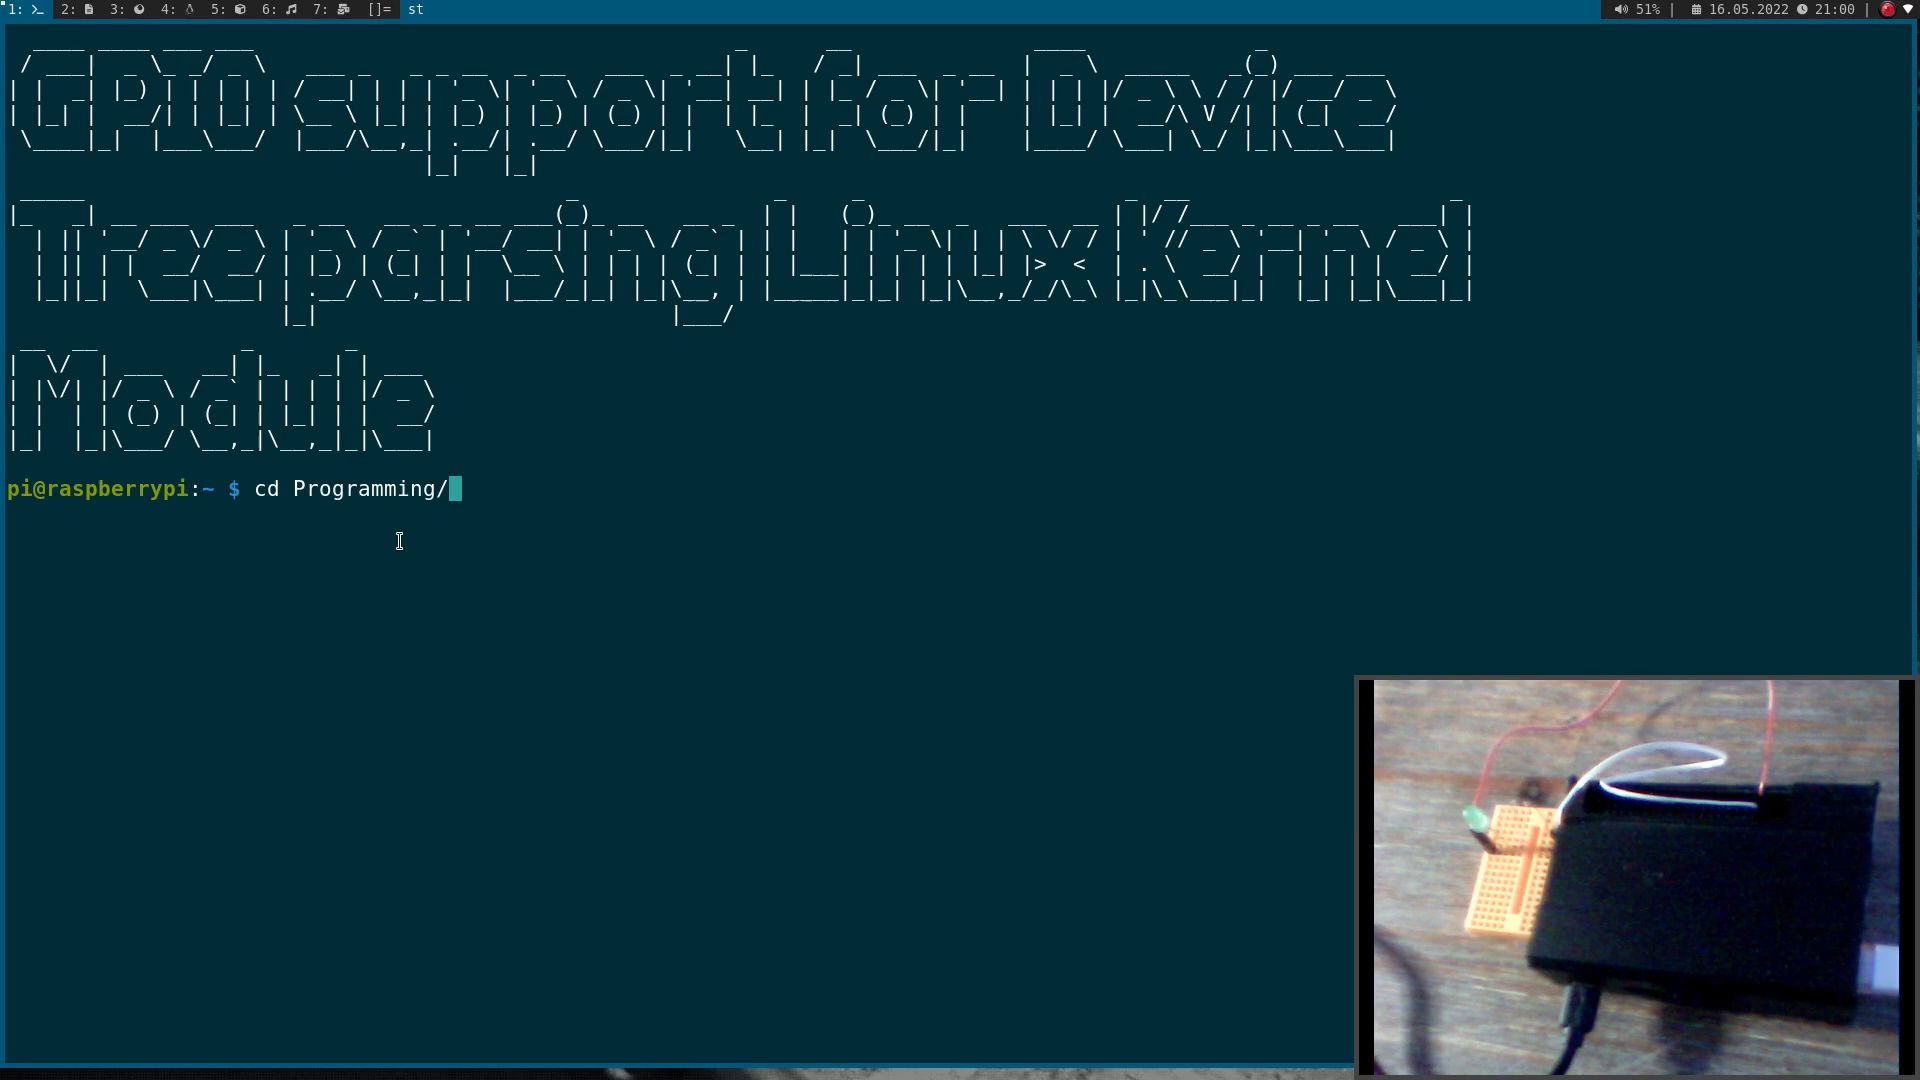 1: 2: 3: 4: 5: 6: 7: []= st 51% | 16.05.2022 21:00 |
GPIO support for Device
Tree parsing Linux Kernel
Module
pi@raspberrypi:~ $ cd Programming/